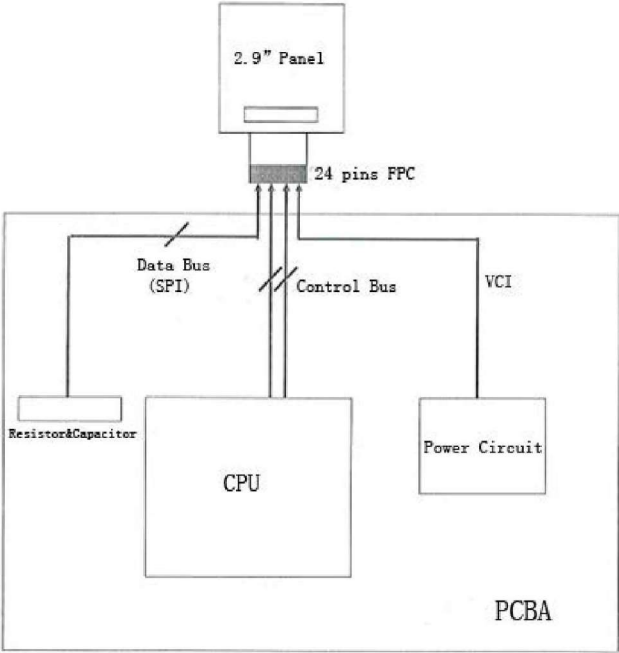 2.9” Panel
24 pins FPC
Data Bus
(SPI)
Control Bus
VCI
Resistor&Capacitor
CPU
Power Circuit
PCBA